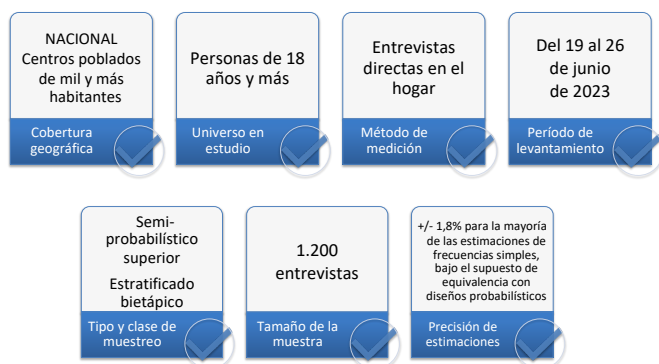 NACIONAL
Centros poblados
de mil y más
habitantes
Cobertura
geográfica
Personas de 18
años y más
Universo en
estudio
Entrevistas
directas en el
hogar
Método de
medición
Del 19 al 26
de junio
de 2023
Período de
levantamiento
Semi-
probabilístico
superior
Estratificado
bietápico
Tipo y clase de
muestreo
1.200
entrevistas
Tamaño de la
muestra
+/- 1,8% para la mayoría
de las estimaciones de
frecuencias simples,
bajo el supuesto de
equivalencia con
diseños probabilísticos
Precisión de
estimaciones